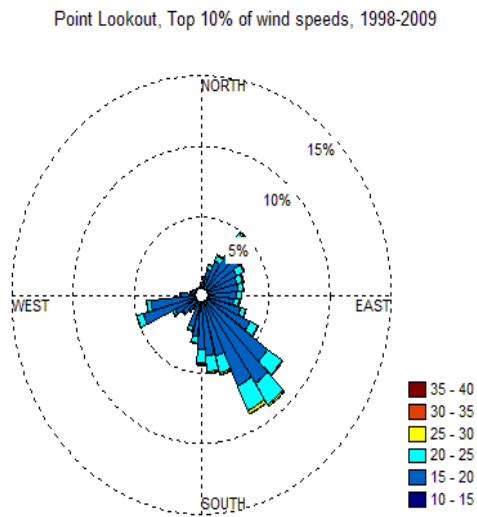 Point Lookout, Top 10% of wind speeds, 1998-2009
NORTH
15%
10%
5%
WEST
EAST
SOUTH
35 - 40
30 - 35
25 - 30
20 - 25
15 - 20
10 - 15